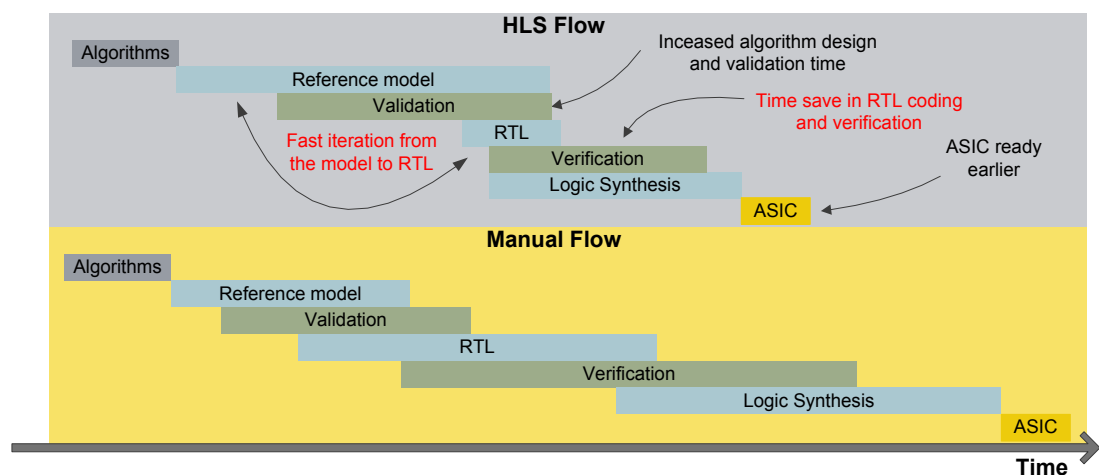 HLS Flow
Algorithms
Inceased algorithm design
and validation time
Reference model
Validation
Time save in RTL coding
and verification
RTL
Fast iteration from
the model to RTL
Verification
ASIC ready
earlier
Logic Synthesis
ASIC
Manual Flow
Algorithms
Reference model
Validation
RTL
Verification
Logic Synthesis
ASIC
Time